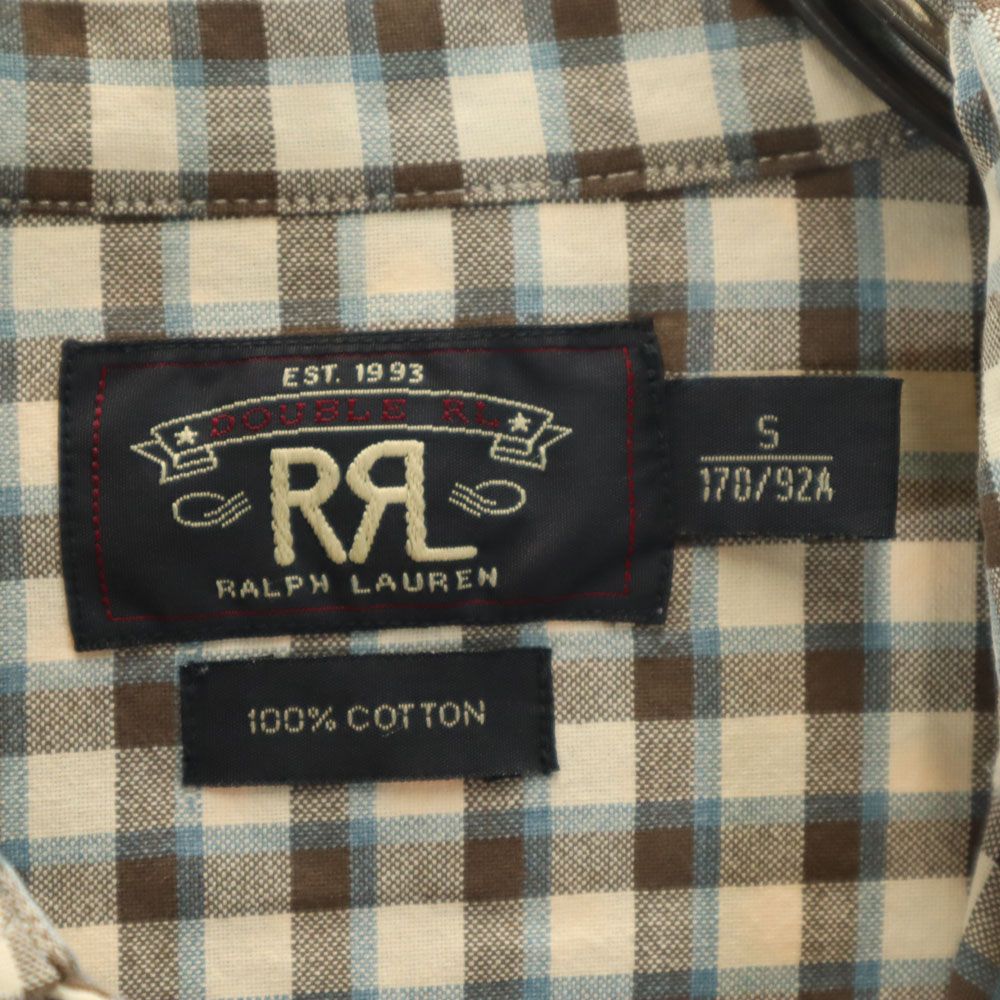 EST. 1993
DOUBLE RL
RRL
RALPH LAUREN
S
170/92A
100% COTTON